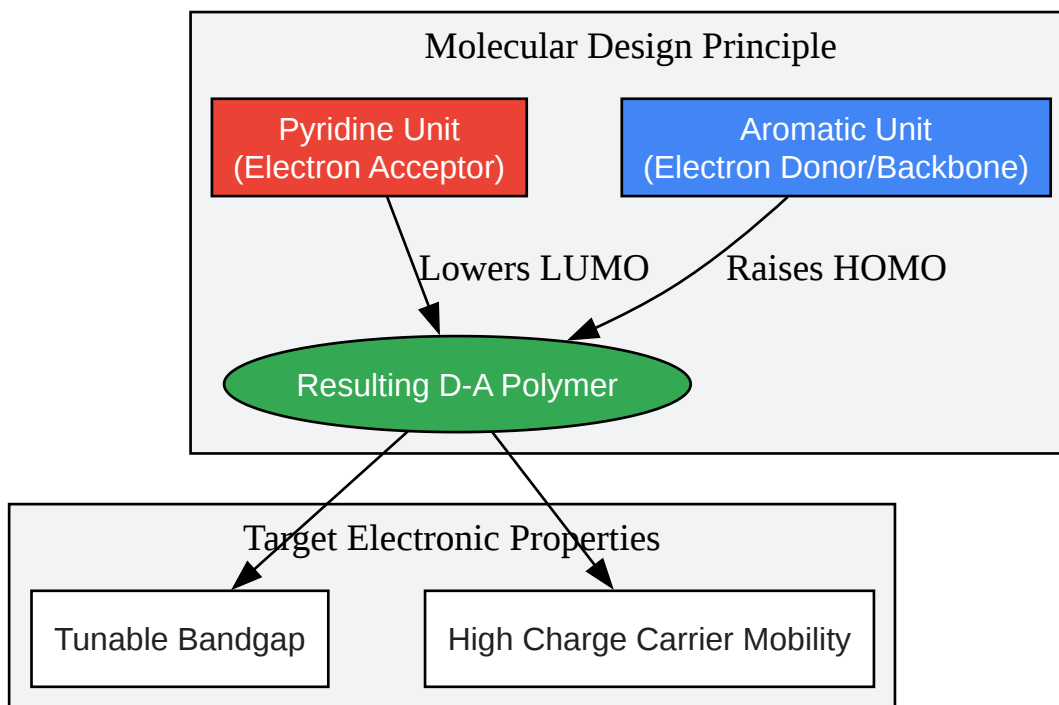 Molecular Design Principle
Pyridine Unit
(Electron Acceptor)
Aromatic Unit
(Electron Donor/Backbone)
Lowers LUMO
Raises HOMO
Resulting D-A Polymer
Target Electronic Properties
Tunable Bandgap
High Charge Carrier Mobility